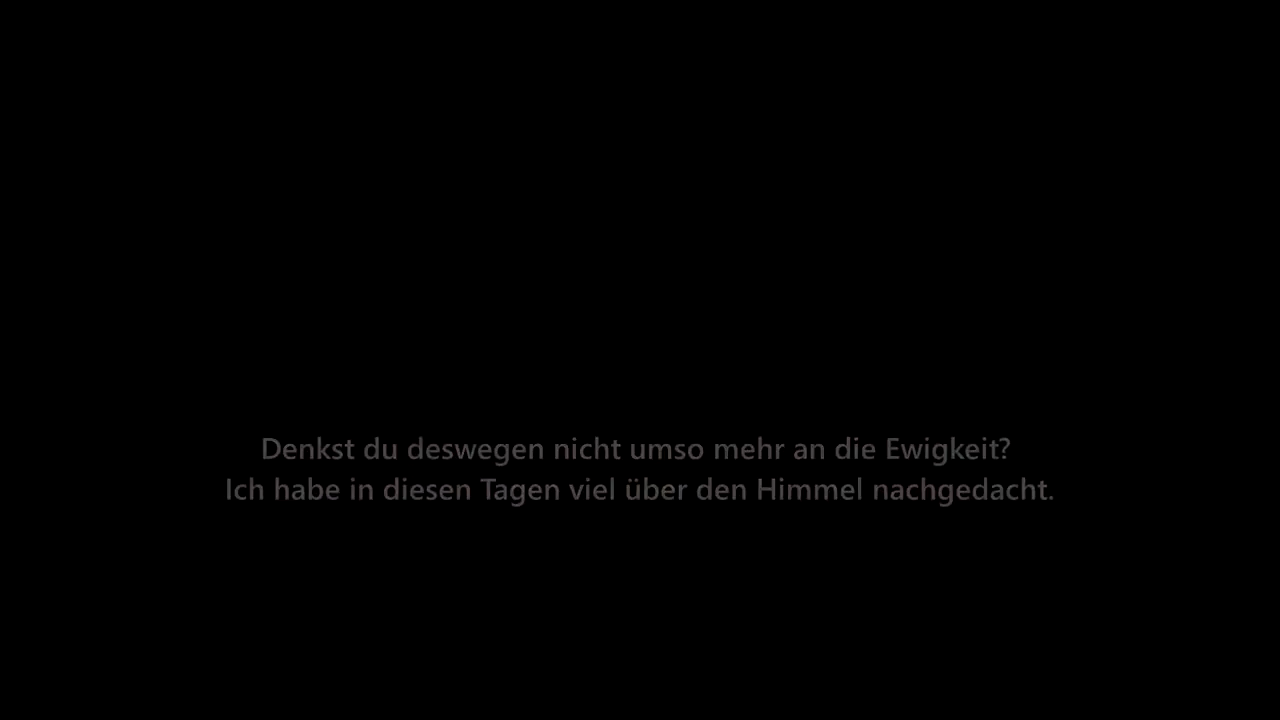 Denkst du deswegen nicht umso mehr an die Ewigkeit?
Ich habe in diesen Tagen viel über den Himmel nachgedacht.